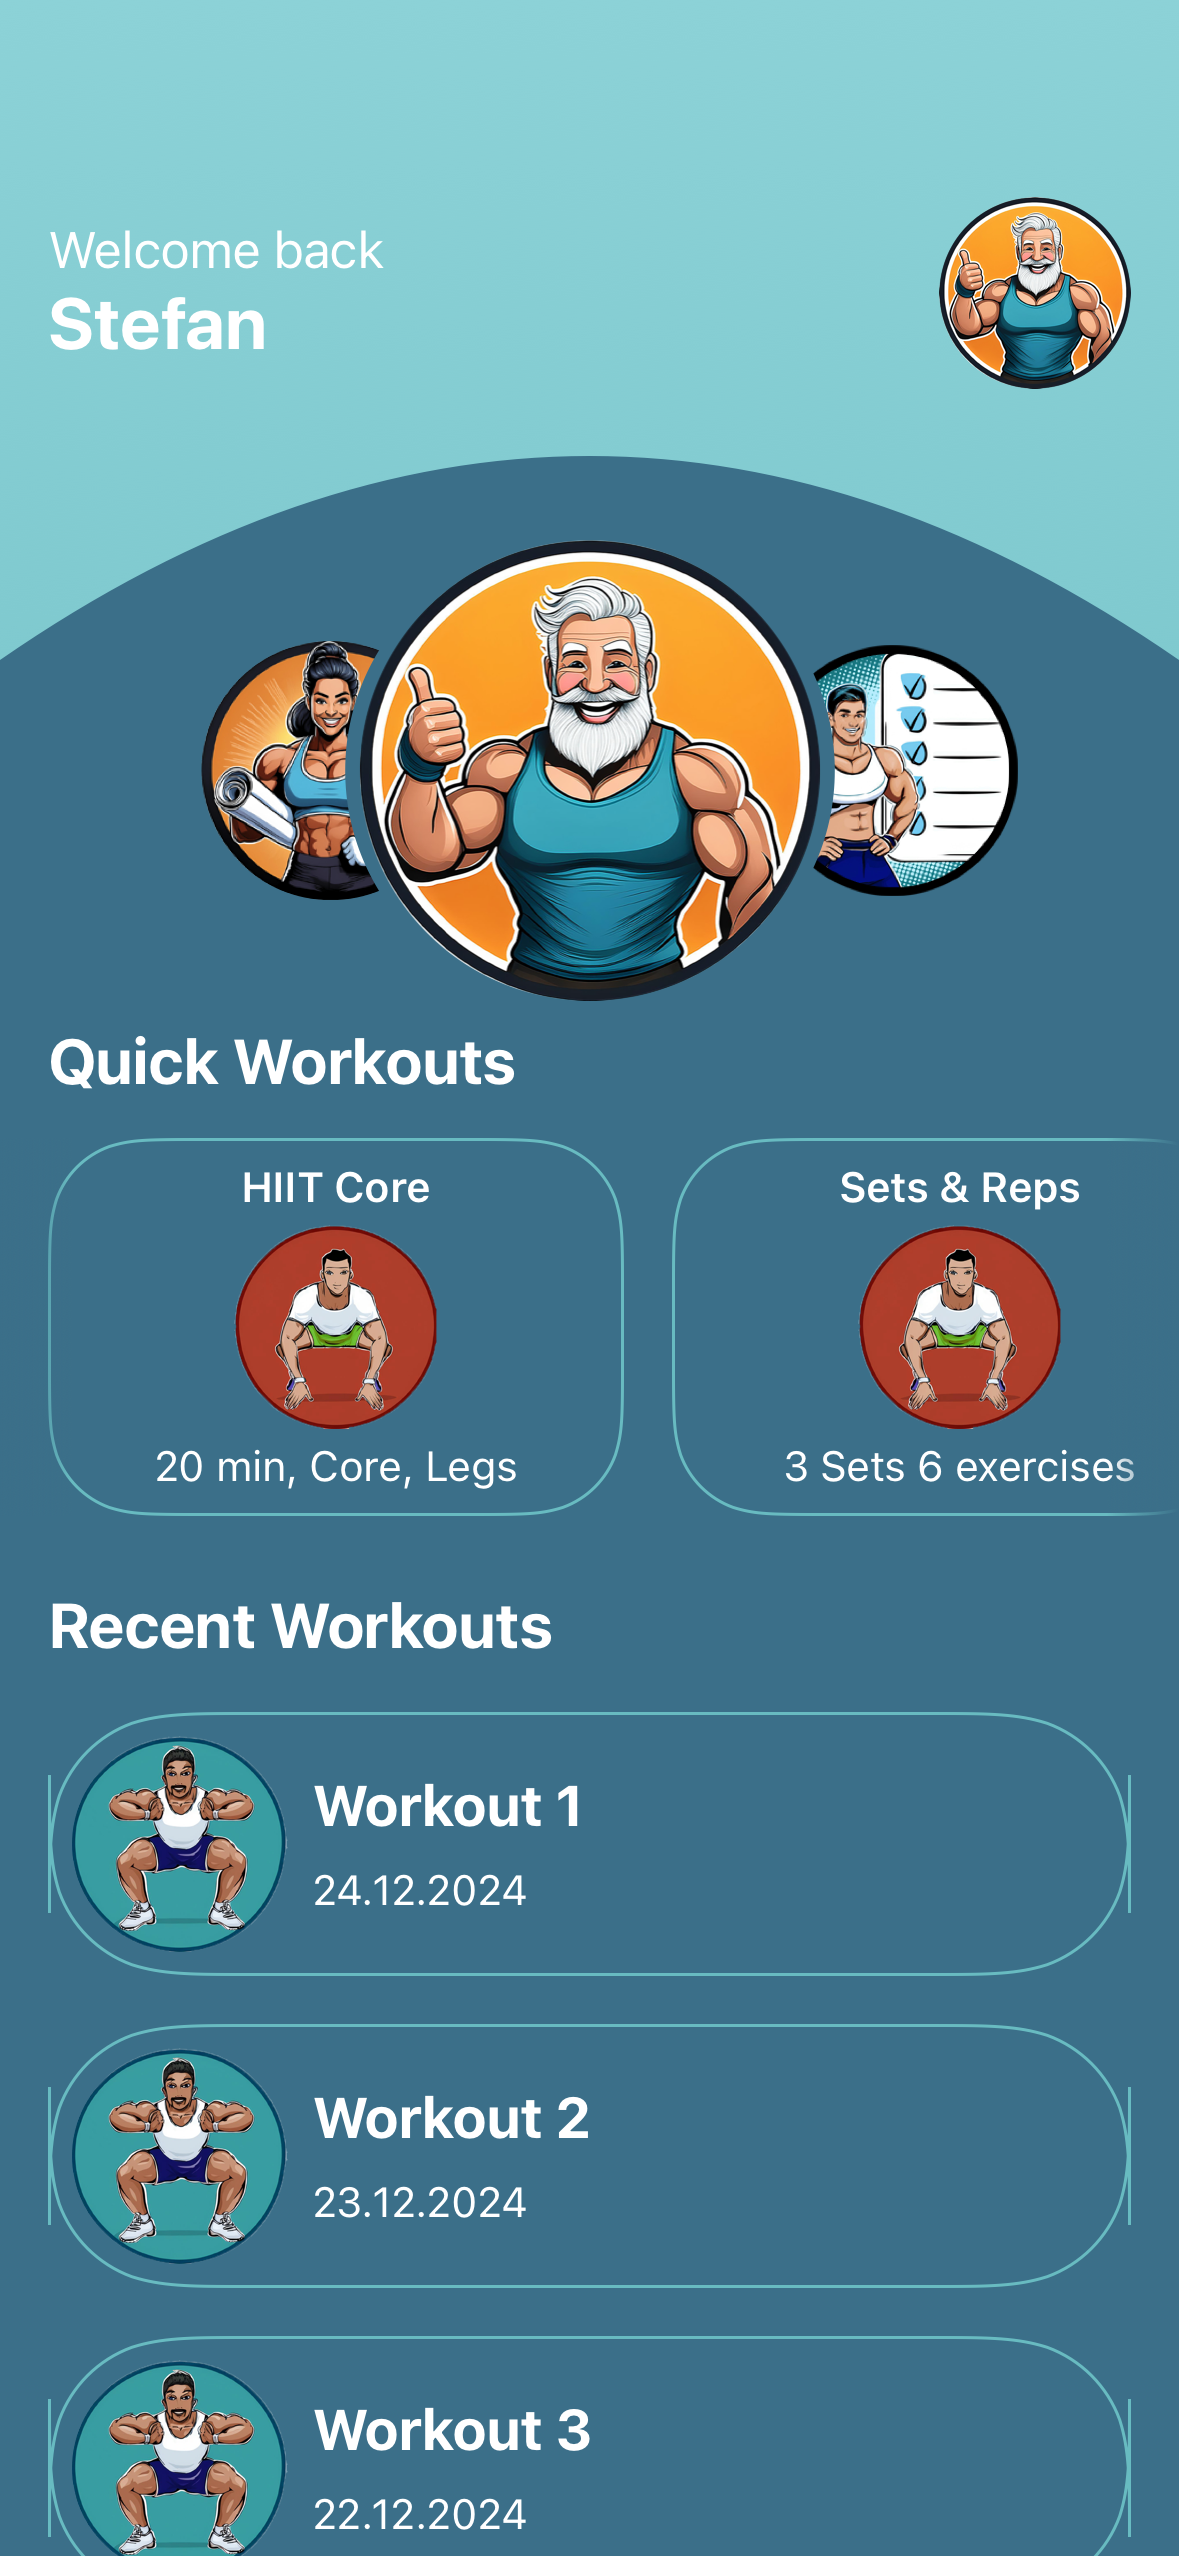 Welcome back
Stefan
Quick Workouts
HIIT Core
20 min, Core, Legs
Sets & Reps
3 Sets 6 exercises
Recent Workouts
Workout 1
24.12.2024
Workout 2
23.12.2024
Workout 3
22.12.2024